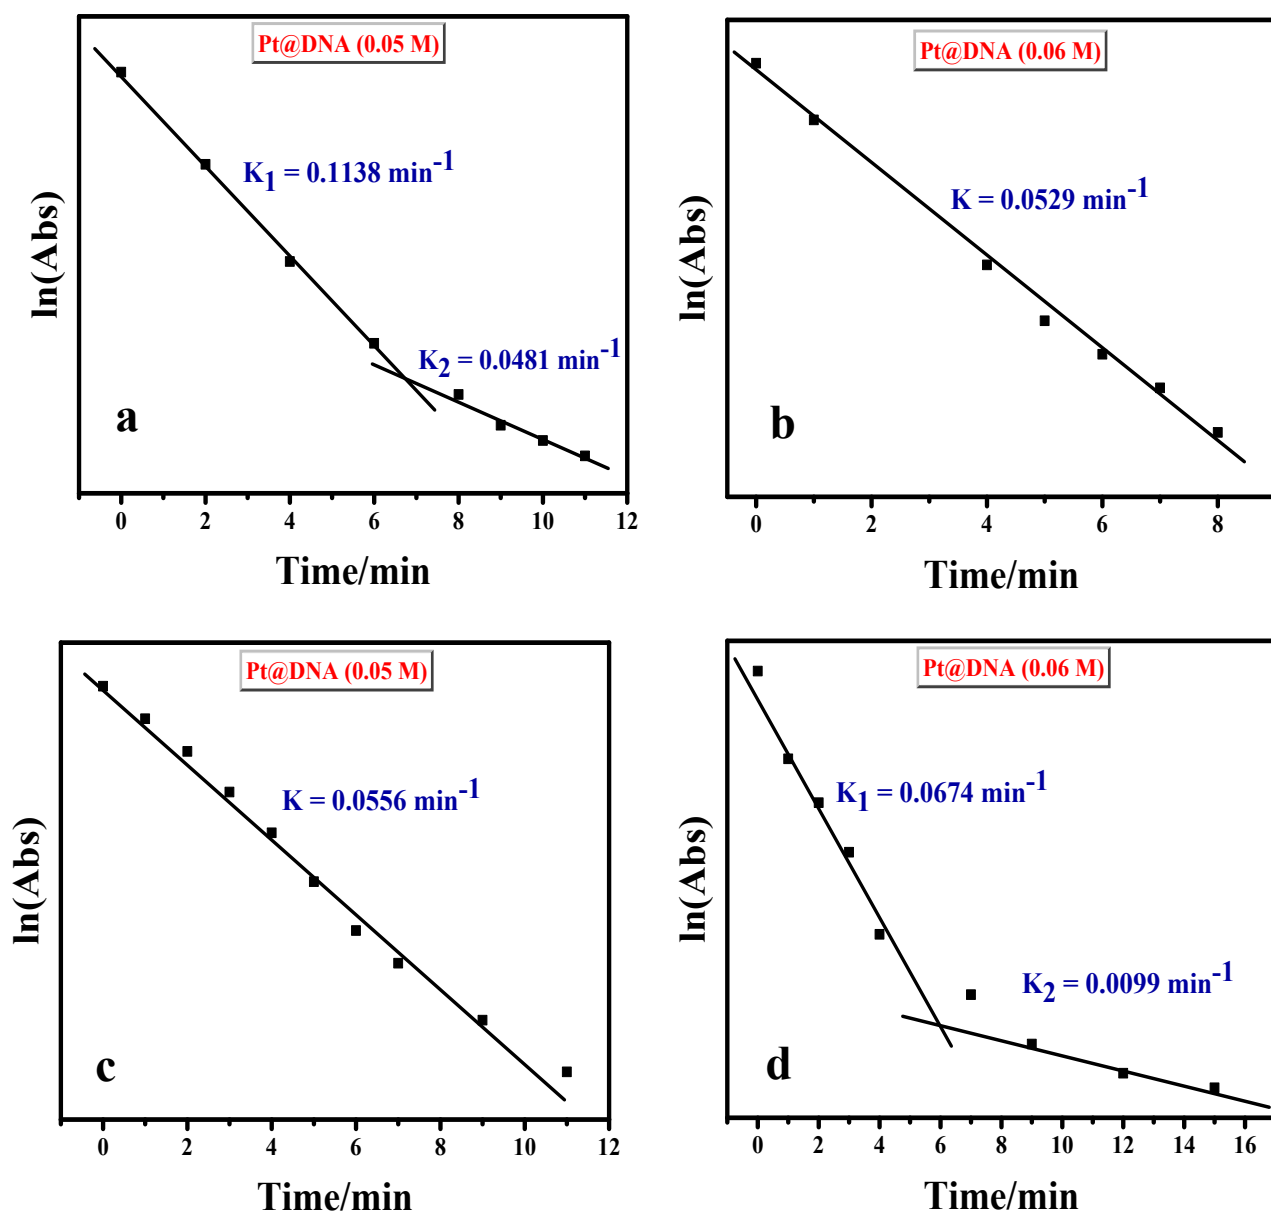 Pt@DNA (0.05 M)
K1 = 0.1138 min-1
K2 = 0.0481 min-1
a
ln(Abs)
0 2 4 6 8 10 12
Time/min
Pt@DNA (0.06 M)
K = 0.0529 min-1
b
ln(Abs)
0 2 4 6 8
Time/min
Pt@DNA (0.05 M)
K = 0.0556 min-1
c
ln(Abs)
0 2 4 6 8 10 12
Time/min
Pt@DNA (0.06 M)
K1 = 0.0674 min-1
K2 = 0.0099 min-1
d
ln(Abs)
0 2 4 6 8 10 12 14 16
Time/min